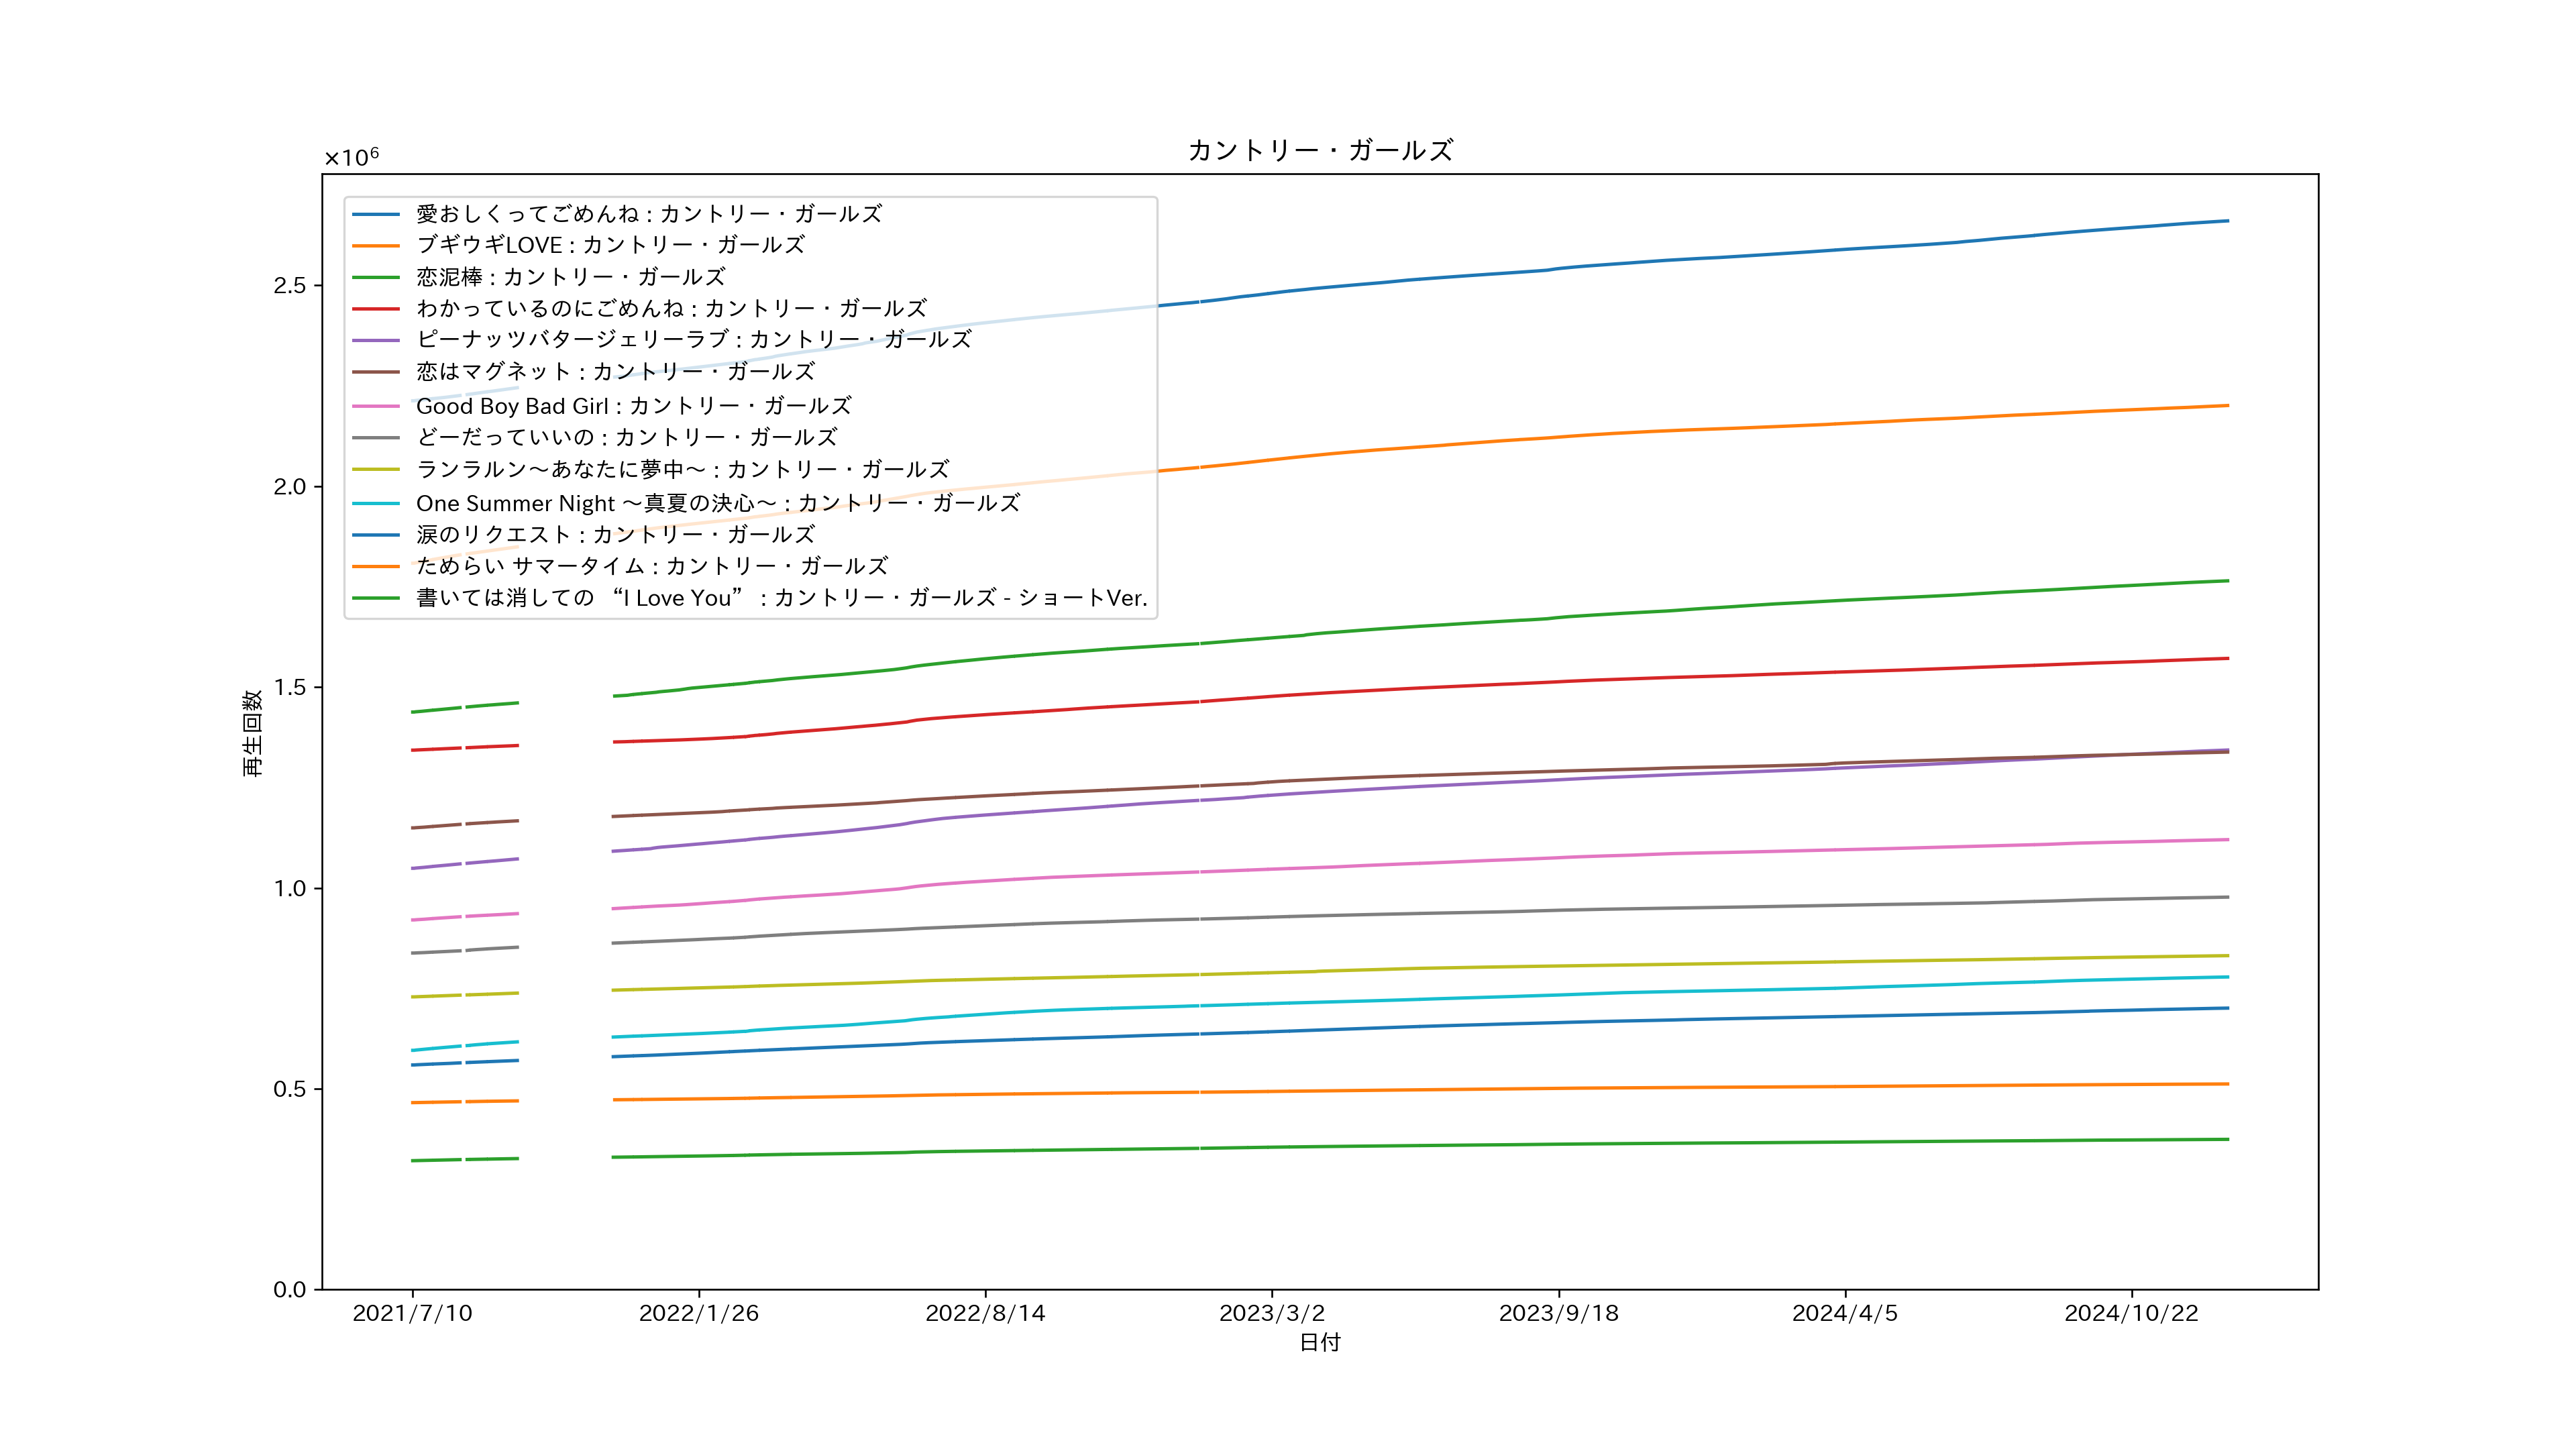 カントリー・ガールズ
×10⁶
愛おしくってごめんね : カントリー・ガールズ
ブギウギLOVE : カントリー・ガールズ
恋泥棒 : カントリー・ガールズ
わかっているのにごめんね : カントリー・ガールズ
ピーナッツバタージェリーラブ : カントリー・ガールズ
恋はマグネット : カントリー・ガールズ
Good Boy Bad Girl : カントリー・ガールズ
どーだっていいの : カントリー・ガールズ
ランラルン～あなたに夢中～ : カントリー・ガールズ
One Summer Night ～真夏の決心～ : カントリー・ガールズ
涙のリクエスト : カントリー・ガールズ
ためらい サマータイム : カントリー・ガールズ
書いては消しての “I Love You” : カントリー・ガールズ - ショートVer.
2.5
2.0
1.5
1.0
0.5
0.0
再生回数
2021/7/10
2022/1/26
2022/8/14
2023/3/2
2023/9/18
2024/4/5
2024/10/22
日付